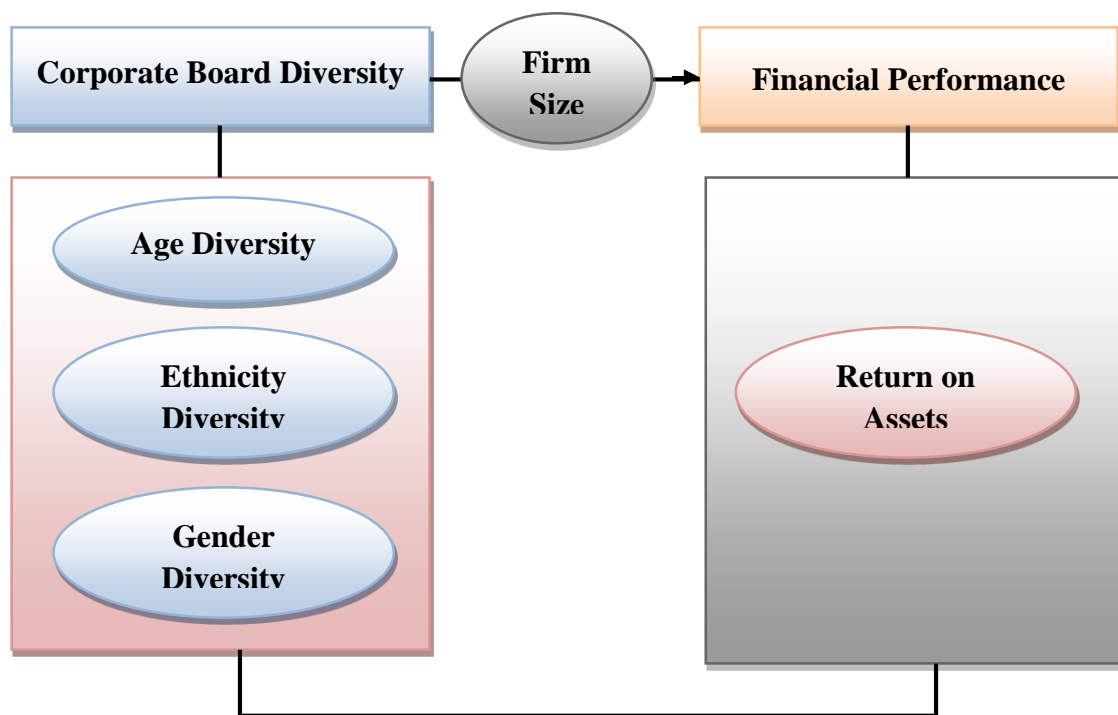 Corporate Board Diversity
Firm
Size
Financial Performance
Age Diversity
Ethnicity
Diversity
Gender
Diversity
Return on
Assets